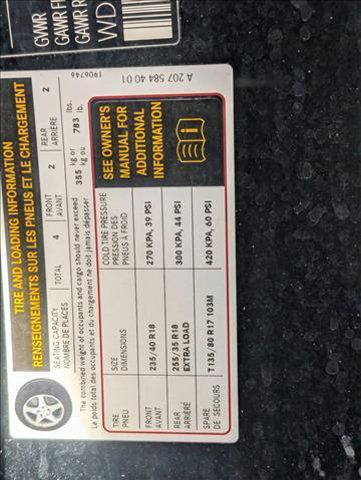 GWR
GAWR F
GAWR R
WD
TIRE AND LOADING INFORMATION
RENSEIGNEMENTS SUR LES PNEUS ET LE CHARGEMENT
SEATING CAPACITY
NOMBRE DE PLACES
TOTAL 4
FRONT 2
AVANT
REAR 2
ARRIÈRE
The combined weight of occupants and cargo should never exceed 355 kg or 783 lbs.
Le poids total des occupants et du chargement ne doit jamais dépasser kg ou lb.
TIRE SIZE COLD TIRE PRESSURE
PNEU DIMENSIONS PRESSION DES
PNEUS À FROID
FRONT 235/40 R18 270 KPA, 39 PSI
AVANT
REAR 255/35 R18 300 KPA, 44 PSI
ARRIÈRE EXTRA LOAD
SPARE T135/80 R17 103M 420 KPA, 60 PSI
DE SECOURS
SEE OWNER'S
MANUAL FOR
ADDITIONAL
INFORMATION
1906746
A 207 584 40 01